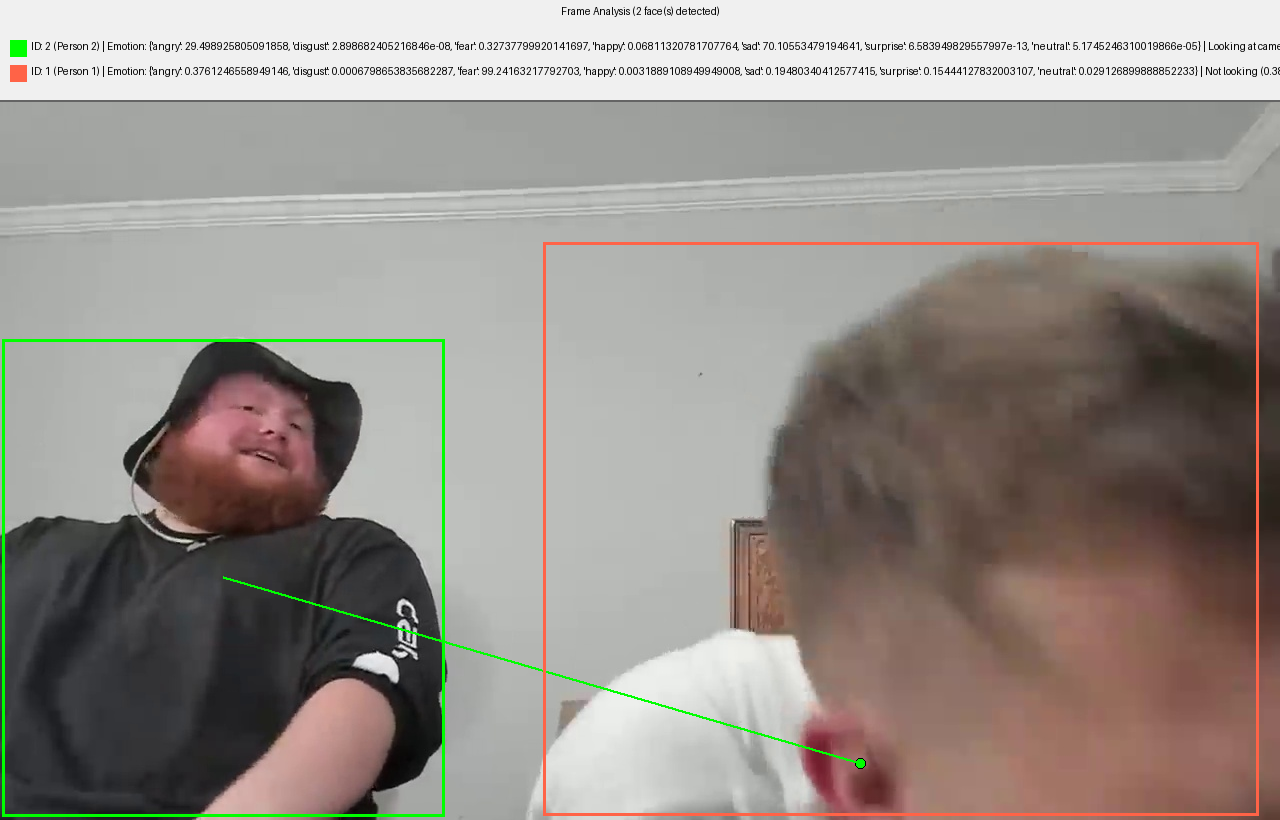 Frame Analysis (2 face(s) detected)
ID: 2 (Person 2) | Emotion: {'angry': 29.498925805091858, 'disgust': 2.898682405216846e-08, 'fear': 0.32737799920141697, 'happy': 0.06811320781707764, 'sad': 70.10553479194641, 'surprise': 6.583949829557997e-13, 'neutral': 5.1745246310019866e-05} | Looking at came
ID: 1 (Person 1) | Emotion: {'angry': 0.3761246558949146, 'disgust': 0.0006798653835682287, 'fear': 99.24163217792703, 'happy': 0.0031889108949949008, 'sad': 0.19480340412577415, 'surprise': 0.15444127832003107, 'neutral': 0.029126899888852233} | Not looking (0.38